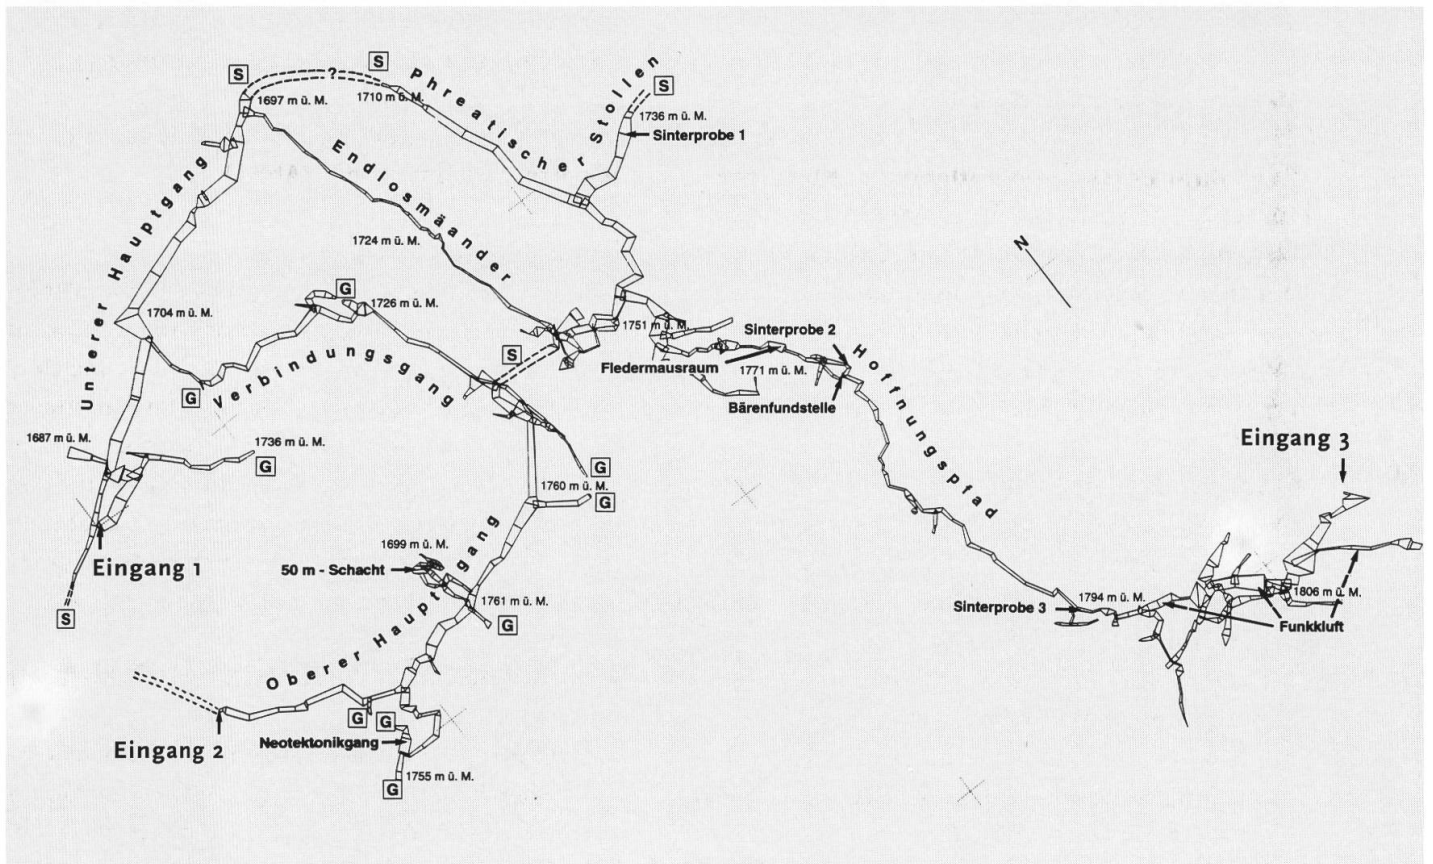 S
S
?
1697 m ü. M.
1710 m ü. M.
Phreatischer Stollen
S
1736 m ü. M.
Sinterprobe 1
Unterer Hauptgang
Endlosmäander
1724 m ü. M.
N
G
1704 m ü. M.
1726 m ü. M.
1751 m ü. M.
Sinterprobe 2
S
Fledermausraum
1771 m ü. M.
Bärenfundstelle
Hoffnungspfad
G
Verbindungsgang
1687 m ü. M.
1736 m ü. M.
G
G
1760 m ü. M.
G
Eingang 3
Eingang 1
1699 m ü. M.
50 m - Schacht
1761 m ü. M.
G
S
Oberer Hauptgang
Sinterprobe 3
1794 m ü. M.
1806 m ü. M.
Funkkluft
G
G
Eingang 2
Neotektonikgang
1755 m ü. M.
G